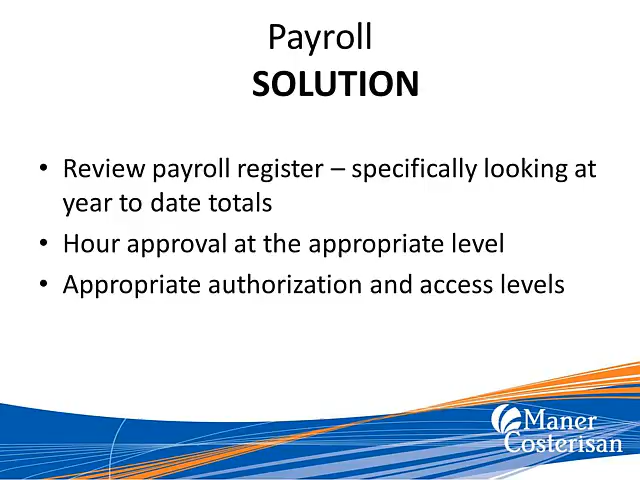 Payroll
SOLUTION
• Review payroll register – specifically looking at
year to date totals
• Hour approval at the appropriate level
• Appropriate authorization and access levels
Maner
Costerisan